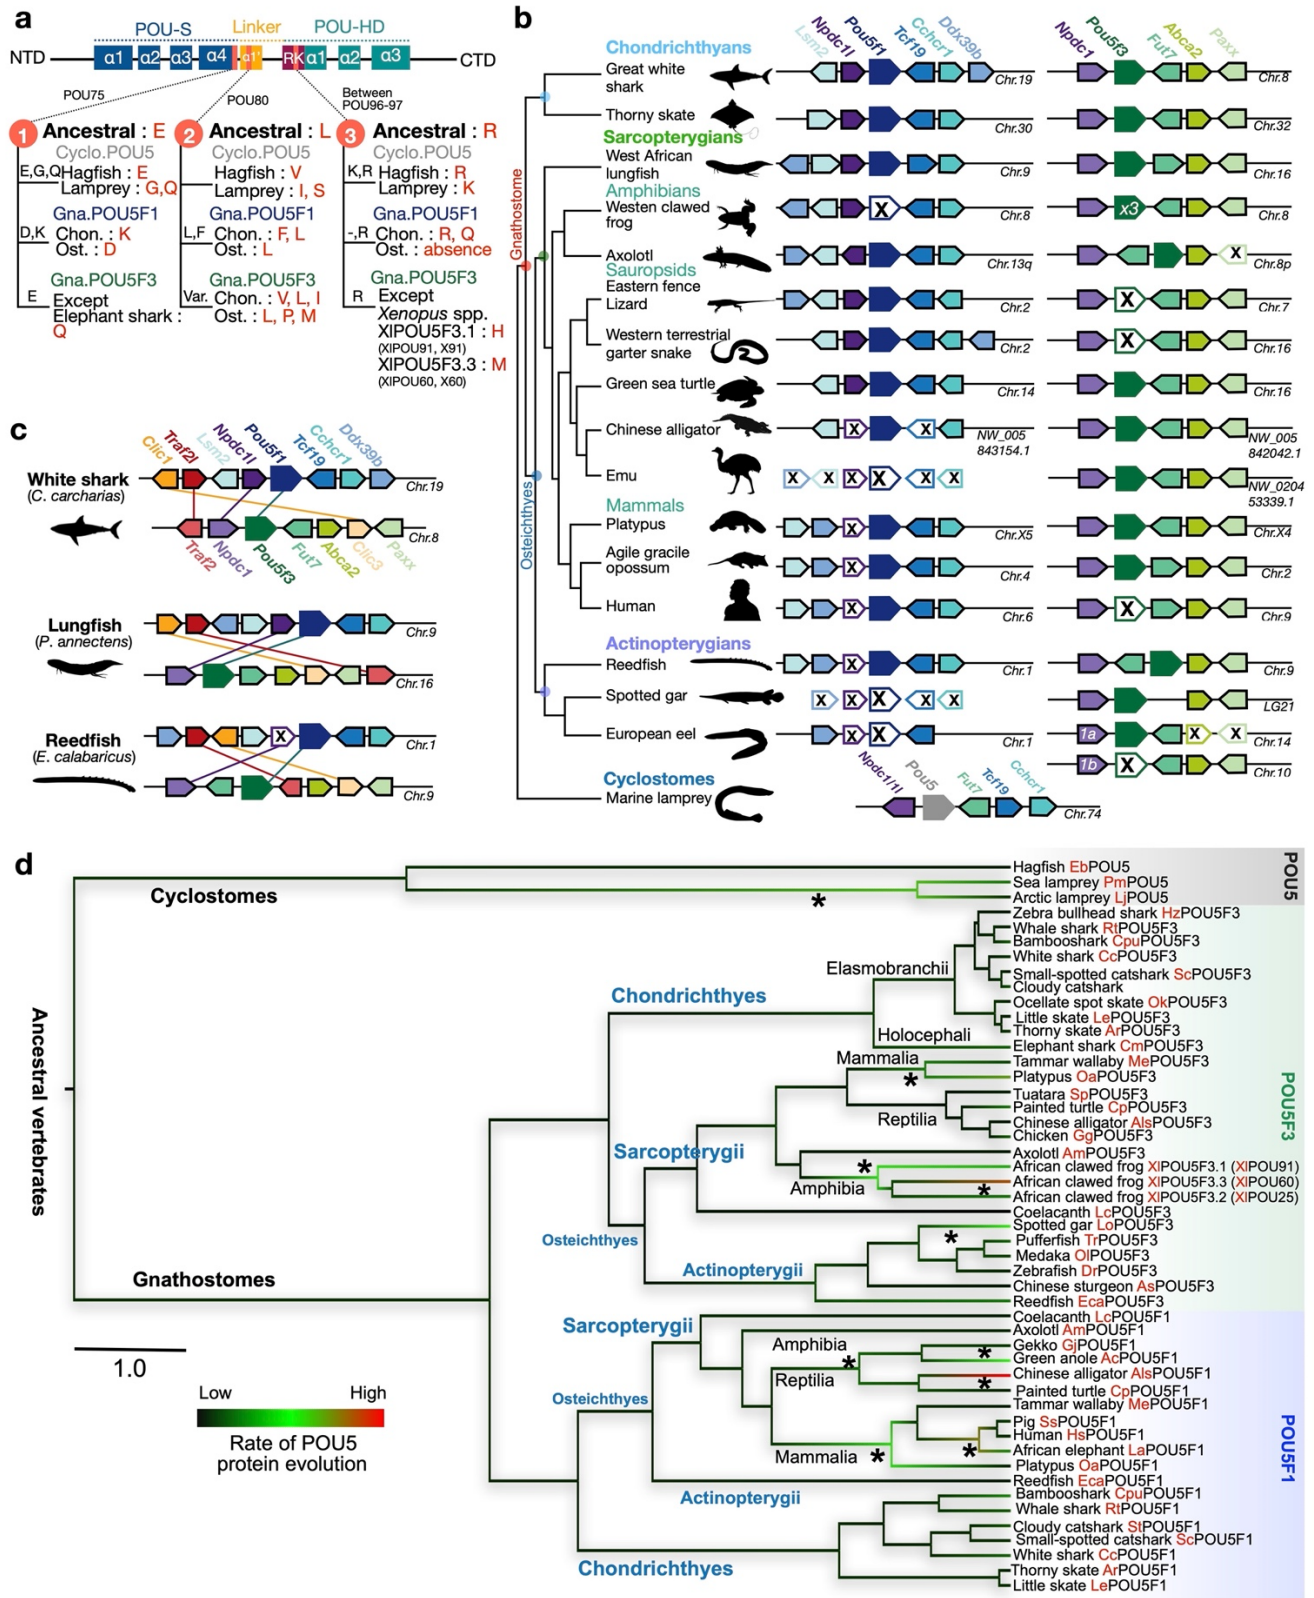 a
POU-S
Linker
POU-HD
NTD
α1
α2
α3
α4
α1'
RK
α1
α2
α3
CTD
POU75
POU80
Between
POU96-97
1
Ancestral : E
Cyclo.POU5
E,G,Q
Hagfish : E
Lamprey : G,Q
Gna.POU5F1
D,K
Chon. : K
Ost. : D
Gna.POU5F3
E
Except
Elephant shark :
Q
2
Ancestral : L
Cyclo.POU5
Hagfish : V
Lamprey : I, S
Gna.POU5F1
L,F
Chon. : F, L
Ost. : L
Gna.POU5F3
Var.
Chon. : V, L, I
Ost. : L, P, M
3
Ancestral : R
Cyclo.POU5
K,R
Hagfish : R
Lamprey : K
Gna.POU5F1
-,R
Chon. : R, Q
Ost. : absence
Gna.POU5F3
R
Except
Xenopus spp.
XlPOU5F3.1 : H
(XlPOU91, X91)
XlPOU5F3.3 : M
(XlPOU60, X60)
b
Lsm2
Npdc1l
Pou5f1
Tcf19
Cchcr1
Ddx39b
Npdc1
Pou5f3
Fut7
Abca2
Paxx
Gnathostome
Osteichthyes
Chondrichthyans
Great white
shark
Chr.19
Chr.8
Thorny skate
Chr.30
Chr.32
Sarcopterygians
West African
lungfish
Chr.9
Chr.16
Amphibians
Westen clawed
frog
X
Chr.8
x3
Chr.8
Axolotl
Chr.13q
X
Chr.8p
Sauropsids
Eastern fence
Lizard
Chr.2
X
Chr.7
Western terrestrial
garter snake
Chr.2
X
Chr.16
Green sea turtle
Chr.14
Chr.16
Chinese alligator
X
X
NW_005
843154.1
NW_005
842042.1
Emu
X
X
X
X
X
X
NW_0204
53339.1
Mammals
Platypus
X
Chr.X5
Chr.X4
Agile gracile
opossum
X
Chr.4
Chr.2
Human
X
Chr.6
X
Chr.9
Actinopterygians
Reedfish
X
Chr.1
Chr.9
Spotted gar
X
X
X
X
X
LG21
European eel
X
X
Chr.1
1a
X
X
Chr.14
1b
X
Chr.10
Cyclostomes
Marine lamprey
Npdc1/1l
Pou5
Fut7
Tcf19
Cchcr1
Chr.74
c
Clic1
Traf2l
Lsm2
Npdc1l
Pou5f1
Tcf19
Cchcr1
Ddx39b
White shark
(C. carcharias)
Chr.19
Chr.8
Traf2
Npdc1
Pou5f3
Fut7
Abca2
Clic3
Paxx
Lungfish
(P. annectens)
Chr.9
Chr.16
Reedfish
(E. calabaricus)
X
Chr.1
Chr.9
d
Ancestral vertebrates
Cyclostomes
*
Hagfish EbPOU5
Sea lamprey PmPOU5
Arctic lamprey LjPOU5
POU5
Gnathostomes
Chondrichthyes
Elasmobranchii
Holocephali
Zebra bullhead shark HzPOU5F3
Whale shark RtPOU5F3
Bambooshark CpuPOU5F3
White shark CcPOU5F3
Small-spotted catshark ScPOU5F3
Cloudy catshark
Ocellate spot skate OkPOU5F3
Little skate LePOU5F3
Thorny skate ArPOU5F3
Elephant shark CmPOU5F3
Osteichthyes
Sarcopterygii
Mammalia
*
Tammar wallaby MePOU5F3
Platypus OaPOU5F3
Reptilia
Tuatara SpPOU5F3
Painted turtle CpPOU5F3
Chinese alligator AlsPOU5F3
Chicken GgPOU5F3
Amphibia
*
*
Axolotl AmPOU5F3
African clawed frog XlPOU5F3.1 (XlPOU91)
African clawed frog XlPOU5F3.3 (XlPOU60)
African clawed frog XlPOU5F3.2 (XlPOU25)
Coelacanth LcPOU5F3
Actinopterygii
*
Spotted gar LoPOU5F3
Pufferfish TrPOU5F3
Medaka OlPOU5F3
Zebrafish DrPOU5F3
Chinese sturgeon AsPOU5F3
Reedfish EcaPOU5F3
POU5F3
Sarcopterygii
Osteichthyes
Coelacanth LcPOU5F1
Amphibia
Axolotl AmPOU5F1
Reptilia
*
*
*
Gekko GjPOU5F1
Green anole AcPOU5F1
Chinese alligator AlsPOU5F1
Painted turtle CpPOU5F1
Mammalia
*
*
Tammar wallaby MePOU5F1
Pig SsPOU5F1
Human HsPOU5F1
African elephant LaPOU5F1
Platypus OaPOU5F1
Actinopterygii
Reedfish EcaPOU5F1
Chondrichthyes
Bambooshark CpuPOU5F1
Whale shark RtPOU5F1
Cloudy catshark StPOU5F1
Small-spotted catshark ScPOU5F1
White shark CcPOU5F1
Thorny skate ArPOU5F1
Little skate LePOU5F1
POU5F1
1.0
Low
High
Rate of POU5
protein evolution